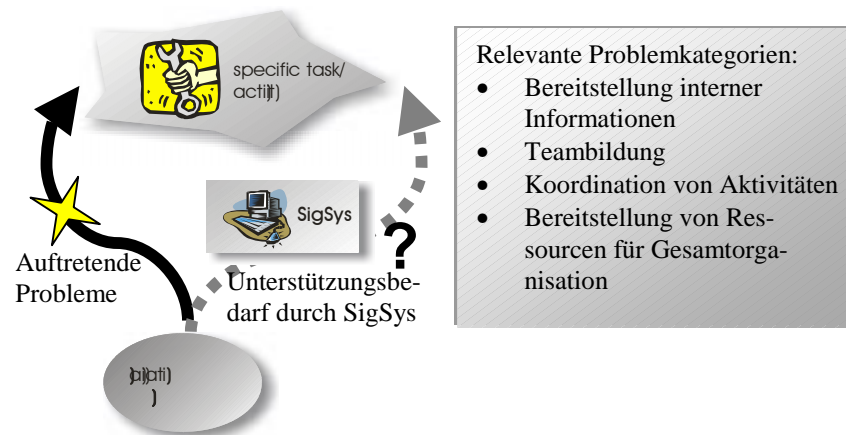 specific task/
SigSys
?
Auftretende
Probleme
Unterstützungsbe-
darf durch SigSys
Relevante Problemkategorien:
• Bereitstellung interner
Informationen
• Teambildung
• Koordination von Aktivitäten
• Bereitstellung von Res-
sourcen für Gesamtorga-
nisation